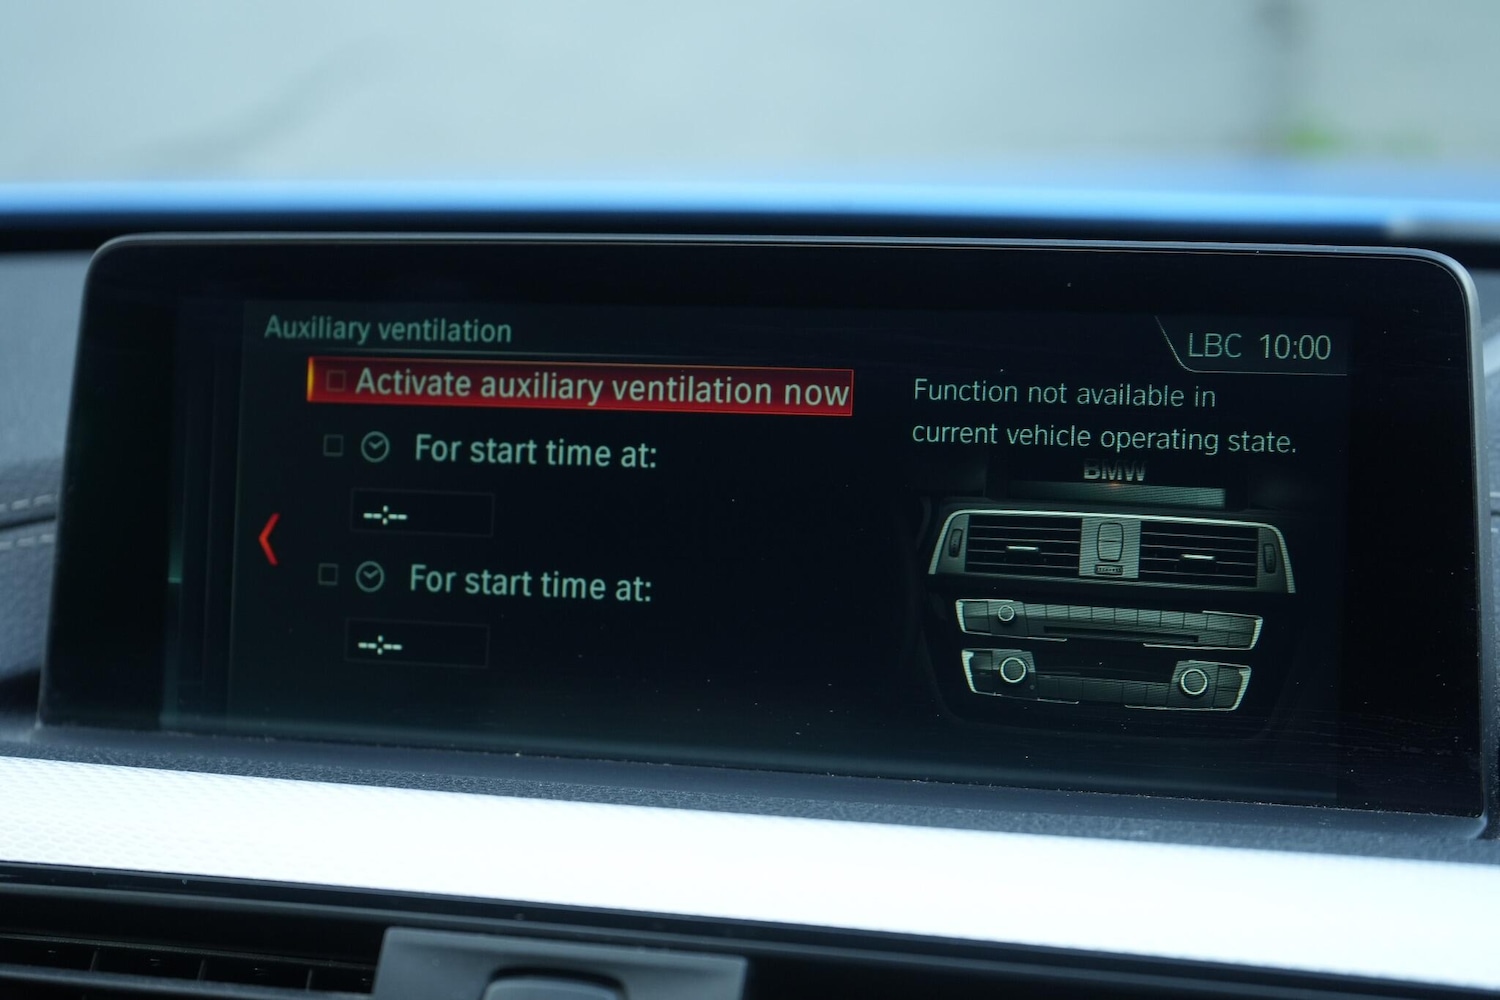 Auxiliary ventilation
LBC 10:00
Activate auxiliary ventilation now
For start time at:
--:--
For start time at:
--:--
Function not available in
current vehicle operating state.
BMW